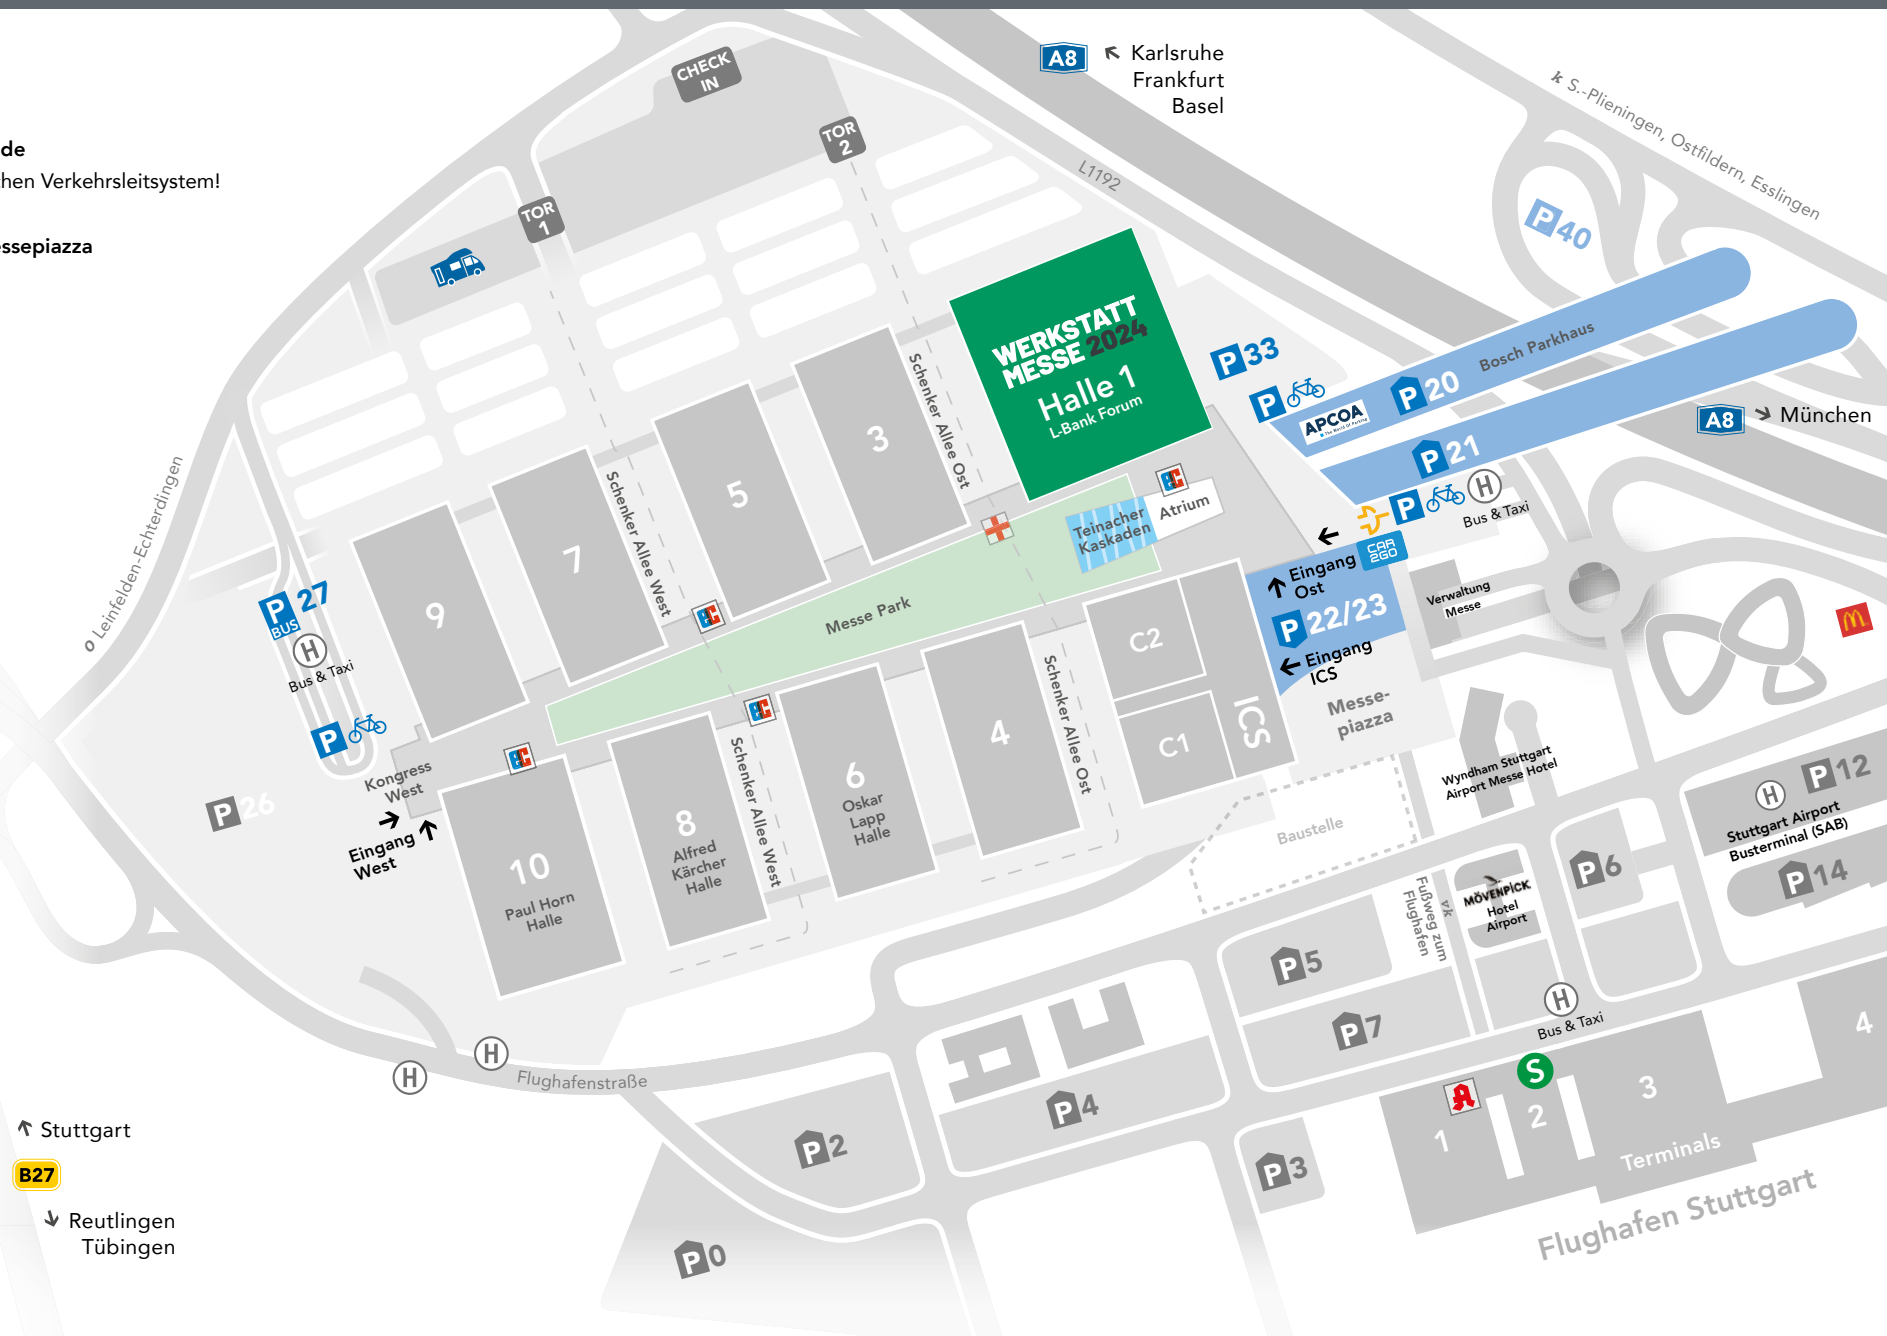 de
chen Verkehrsleitsystem!
essepiazza
CHECK
IN
TOR
2
TOR
1
A8
Karlsruhe
Frankfurt
Basel
L1192
S.-Plieningen, Ostfildern, Esslingen
P40
WERKSTATT
MESSE 2024
Halle 1
L-Bank Forum
P33
P
APCOA
P20
Bosch Parkhaus
P21
A8
München
P
H
Bus & Taxi
CAR
2GO
Schenker Allee Ost
3
5
Schenker Allee West
7
9
Teinacher
Kaskaden
Atrium
Messe Park
Eingang
Ost
P22/23
Eingang
ICS
Verwaltung
Messe
Messe-
piazza
C2
C1
ICS
Schenker Allee Ost
4
6
Oskar
Lapp
Halle
Schenker Allee West
8
Alfred
Kärcher
Halle
10
Paul Horn
Halle
Leinfelden-Echterdingen
P27
BUS
H
Bus & Taxi
P
Kongress
West
P26
Eingang
West
Baustelle
Wyndham Stuttgart
Airport Messe Hotel
H
P12
Stuttgart Airport
Busterminal (SAB)
P14
P6
MÖVENPICK
Hotel
Airport
Fußweg zum
Flughafen
P5
P7
H
Bus & Taxi
H
H
Flughafenstraße
P4
P2
P3
P0
S
1
2
3
4
Terminals
Flughafen Stuttgart
Stuttgart
B27
Reutlingen
Tübingen